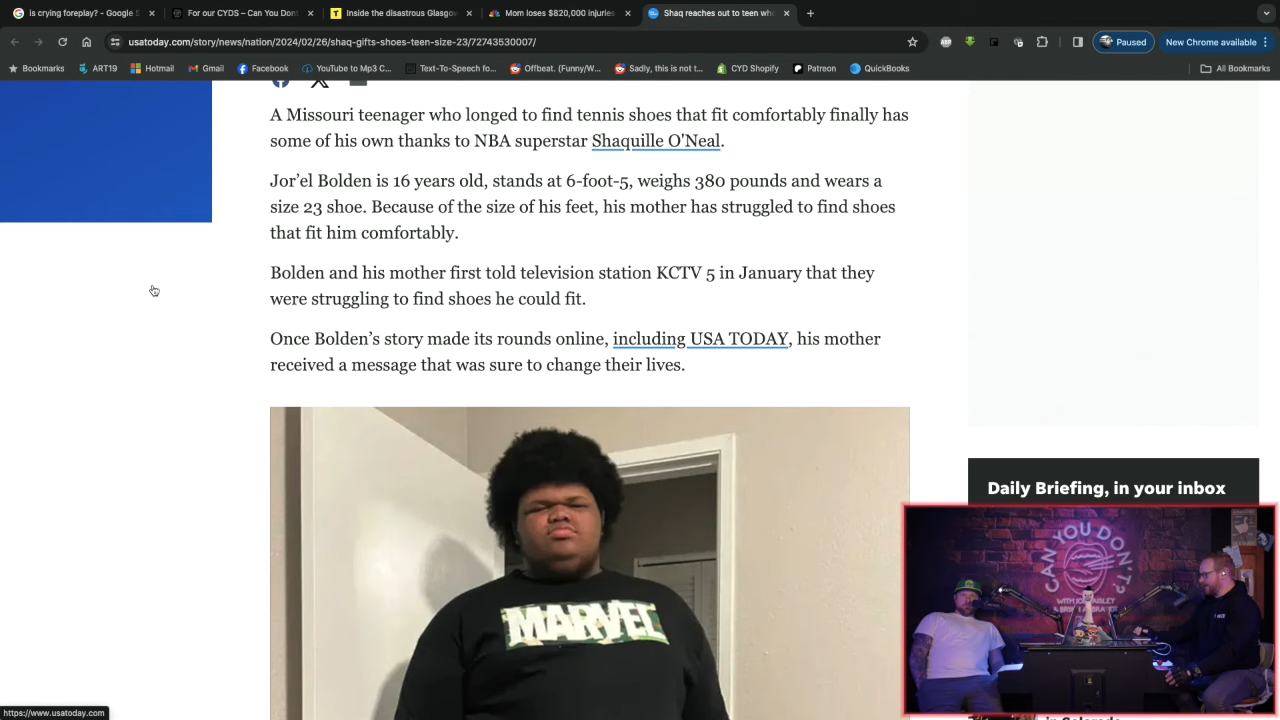 is crying foreplay? - Google S
For our CYDS – Can You Don'
Inside the disastrous Glasgow
Mom loses $820,000 injuries
Shaq reaches out to teen who
usatoday.com/story/news/nation/2024/02/26/shaq-gifts-shoes-teen-size-23/72743530007/
Paused
New Chrome available
Bookmarks
ART19
Hotmail
Gmail
Facebook
YouTube to Mp3 C...
Text-To-Speech fo...
Offbeat. (Funny/W...
Sadly, this is not t...
CYD Shopify
Patreon
QuickBooks
All Bookmarks
A Missouri teenager who longed to find tennis shoes that fit comfortably finally has
some of his own thanks to NBA superstar Shaquille O'Neal.
Jor’el Bolden is 16 years old, stands at 6-foot-5, weighs 380 pounds and wears a
size 23 shoe. Because of the size of his feet, his mother has struggled to find shoes
that fit him comfortably.
Bolden and his mother first told television station KCTV 5 in January that they
were struggling to find shoes he could fit.
Once Bolden’s story made its rounds online, including USA TODAY, his mother
received a message that was sure to change their lives.
MARVEL
Daily Briefing, in your inbox
CAN YOU DON'T?
in Colorado
https://www.usatoday.com